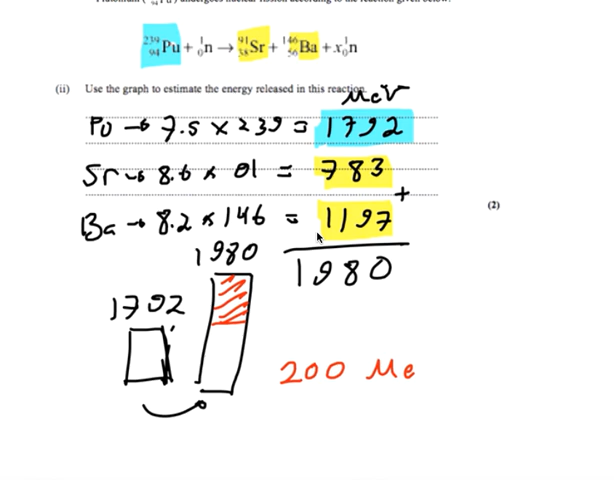 ²³⁹₉₄Pu + ¹₀n → ⁹¹₃₈Sr + ¹⁴⁶₅₆Ba + x¹₀n
(ii) Use the graph to estimate the energy released in this reaction.
MeV
Pu → 7.5 × 239 = 1792
Sr → 8.6 × 91 = 783
+
(2)
Ba → 8.2 × 146 = 1197
1980
1980
1792
200 Me